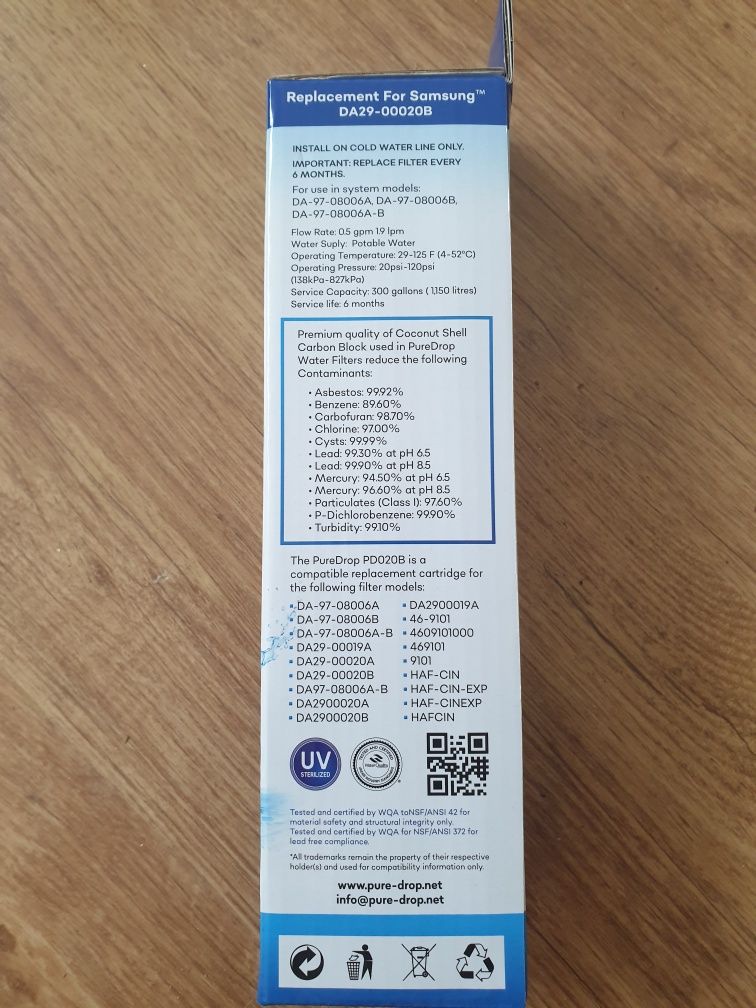 Replacement For Samsung™
DA29-00020B
INSTALL ON COLD WATER LINE ONLY.
IMPORTANT: REPLACE FILTER EVERY
6 MONTHS.
For use in system models:
DA-97-08006A, DA-97-08006B,
DA-97-08006A-B
Flow Rate: 0.5 gpm 1.9 lpm
Water Suply: Potable Water
Operating Temperature: 29-125 F (4-52°C)
Operating Pressure: 20psi-120psi
(138kPa-827kPa)
Service Capacity: 300 gallons ( 1,150 litres)
Service life: 6 months
Premium quality of Coconut Shell
Carbon Block used in PureDrop
Water Filters reduce the following
Contaminants:
• Asbestos: 99.92%
• Benzene: 89.60%
• Carbofuran: 98.70%
• Chlorine: 97.00%
• Cysts: 99.99%
• Lead: 99.30% at pH 6.5
• Lead: 99.90% at pH 8.5
• Mercury: 94.50% at pH 6.5
• Mercury: 96.60% at pH 8.5
• Particulates (Class I): 97.60%
• P-Dichlorobenzene: 99.90%
• Turbidity: 99.10%
The PureDrop PD020B is a
compatible replacement cartridge for
the following filter models:
▪ DA-97-08006A
▪ DA-97-08006B
▪ DA-97-08006A-B
▪ DA29-00019A
▪ DA29-00020A
▪ DA29-00020B
▪ DA97-08006A-B
▪ DA2900020A
▪ DA2900020B
▪ DA2900019A
▪ 46-9101
▪ 4609101000
▪ 469101
▪ 9101
▪ HAF-CIN
▪ HAF-CIN-EXP
▪ HAF-CINEXP
▪ HAFCIN
UV
STERILIZED
TESTED AND CERTIFIED
Water Quality
Tested and certified by WQA toNSF/ANSI 42 for
material safety and structural integrity only.
Tested and certified by WQA for NSF/ANSI 372 for
lead free compliance.
*All trademarks remain the property of their respective
holder(s) and used for compatibility information only.
www.pure-drop.net
info@pure-drop.net